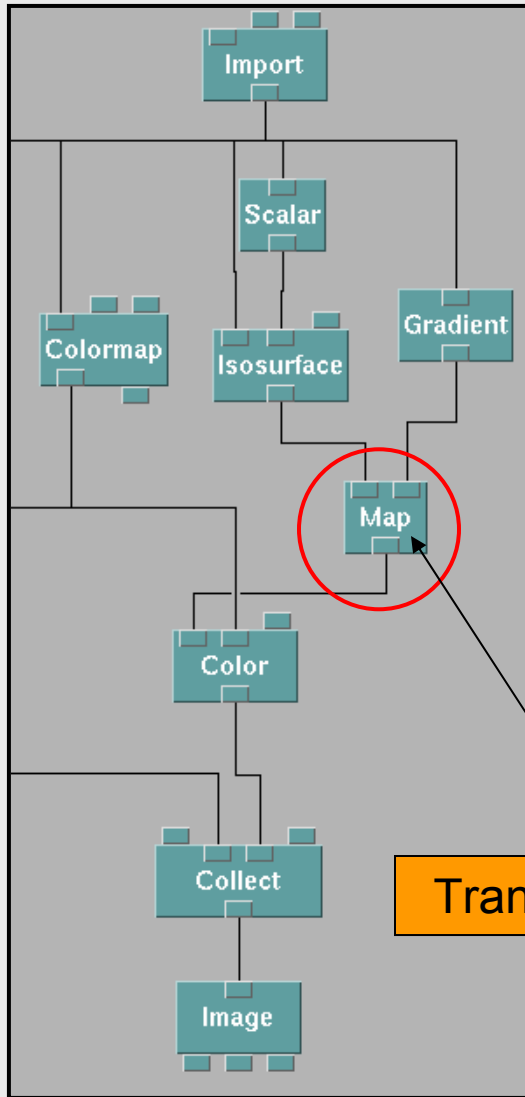 Import
Scalar
Colormap
Isosurface
Gradient
Map
Color
Collect
Tran
Image